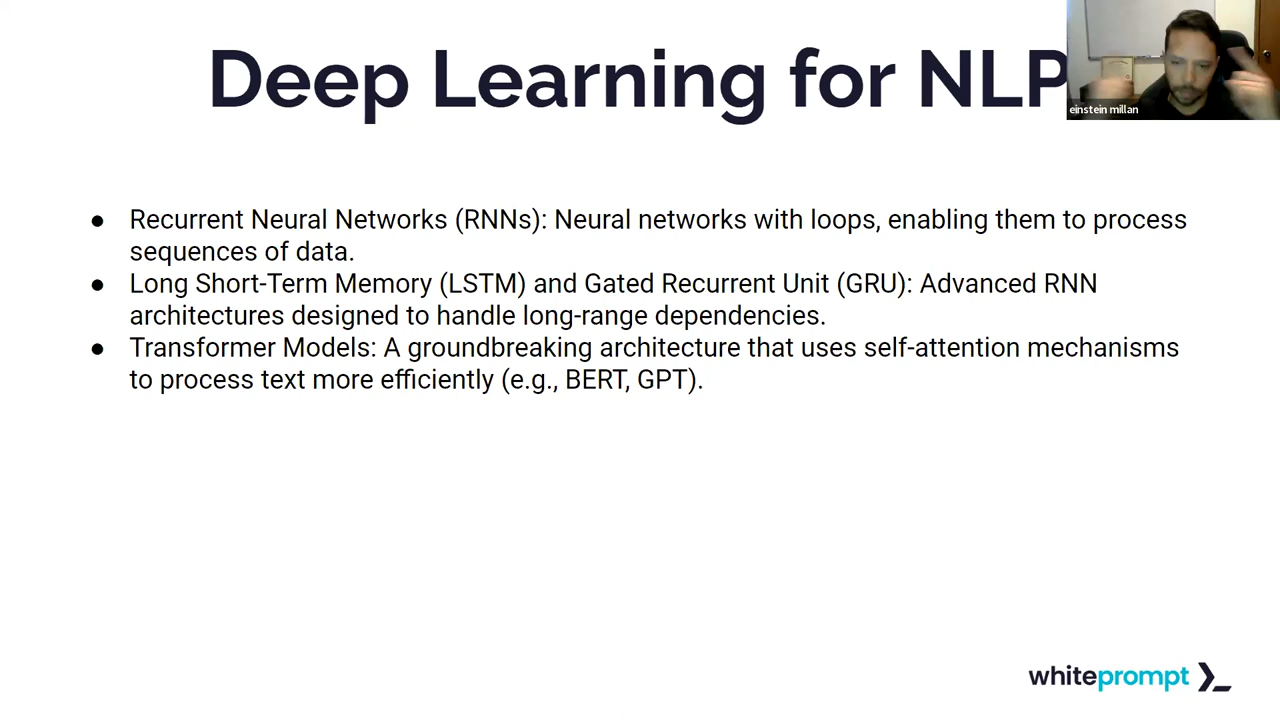 Deep Learning for NLP
einstein millan
● Recurrent Neural Networks (RNNs): Neural networks with loops, enabling them to process
sequences of data.
● Long Short-Term Memory (LSTM) and Gated Recurrent Unit (GRU): Advanced RNN
architectures designed to handle long-range dependencies.
● Transformer Models: A groundbreaking architecture that uses self-attention mechanisms
to process text more efficiently (e.g., BERT, GPT).
whiteprompt